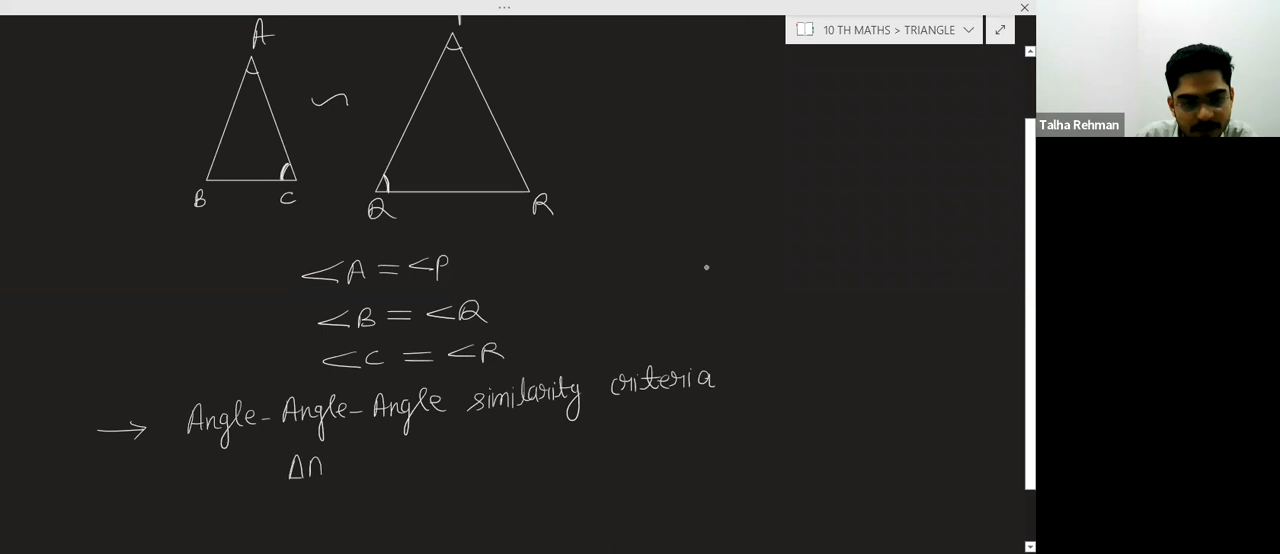 10 TH MATHS > TRIANGLE
Talha Rehman
A
B C
Q R
<A = <P
<B = <Q
<C = <R
→ Angle-Angle-Angle similarity criteria